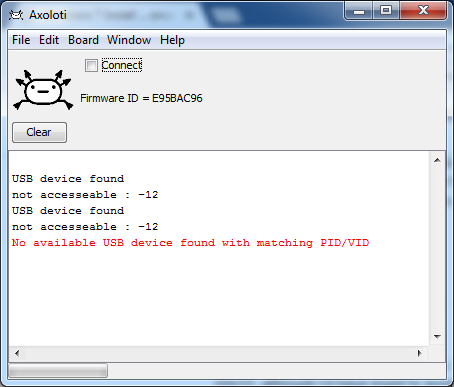 Axoloti
File Edit Board Window Help
Connect
Firmware ID = E95BAC96
Clear
USB device found
not accesseable : -12
USB device found
not accesseable : -12
No available USB device found with matching PID/VID